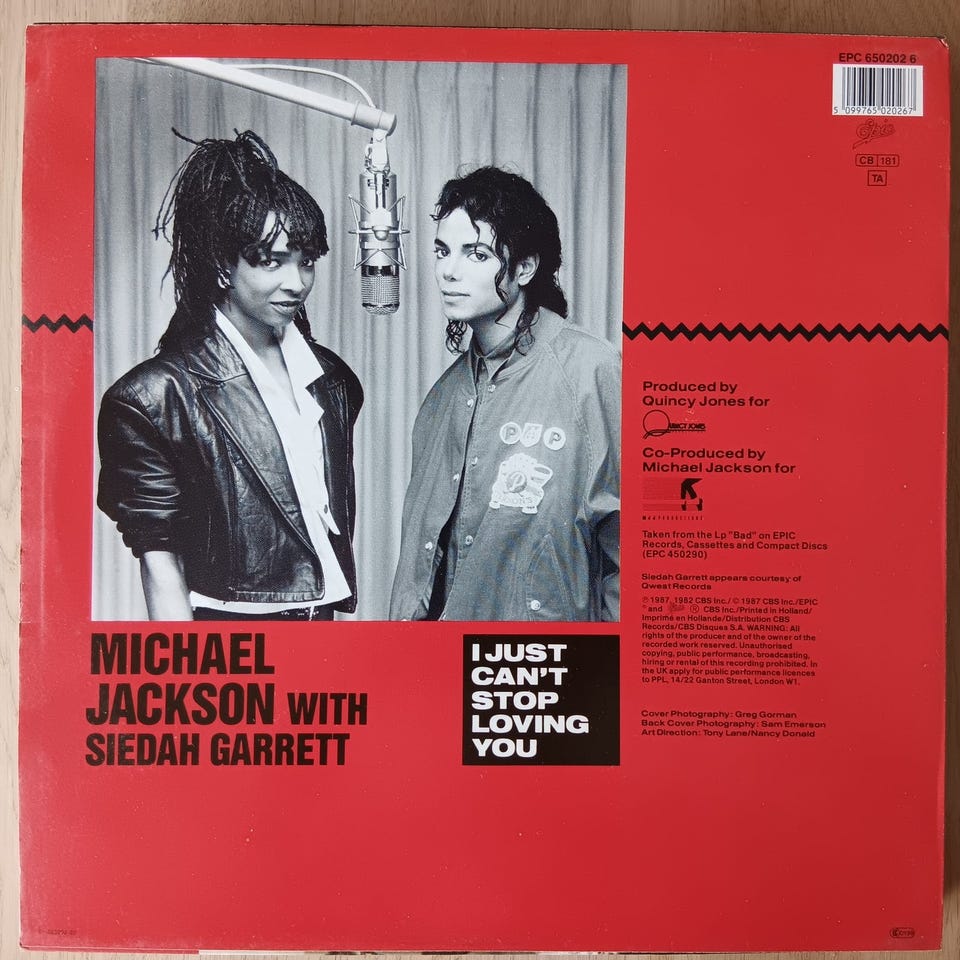 EPC 650202 6
5 099765 020267
Epic
CB 181
TA
PUP
P
Produced by
Quincy Jones for
QUINCY JONES
Co-Produced by
Michael Jackson for
MJJ PRODUCTIONS
Taken from the Lp "Bad" on EPIC
Records, Cassettes and Compact Discs
(EPC 450290)
Siedah Garrett appears courtesy of
Qwest Records
℗ 1987, 1982 CBS Inc./ © 1987 CBS Inc./EPIC
and Epic ® CBS Inc./Printed in Holland/
Imprimé en Hollande/Distribution CBS
Records/CBS Disques S.A. WARNING: All
rights of the producer and of the owner of the
recorded work reserved. Unauthorised
copying, public performance, broadcasting,
hiring or rental of this recording prohibited. In
the UK apply for public performance licences
to PPL, 14/22 Ganton Street, London W1.
Cover Photography: Greg Gorman
Back Cover Photography: Sam Emerson
Art Direction: Tony Lane/Nancy Donald
MICHAEL
JACKSON WITH
SIEDAH GARRETT
I JUST
CAN'T
STOP
LOVING
YOU